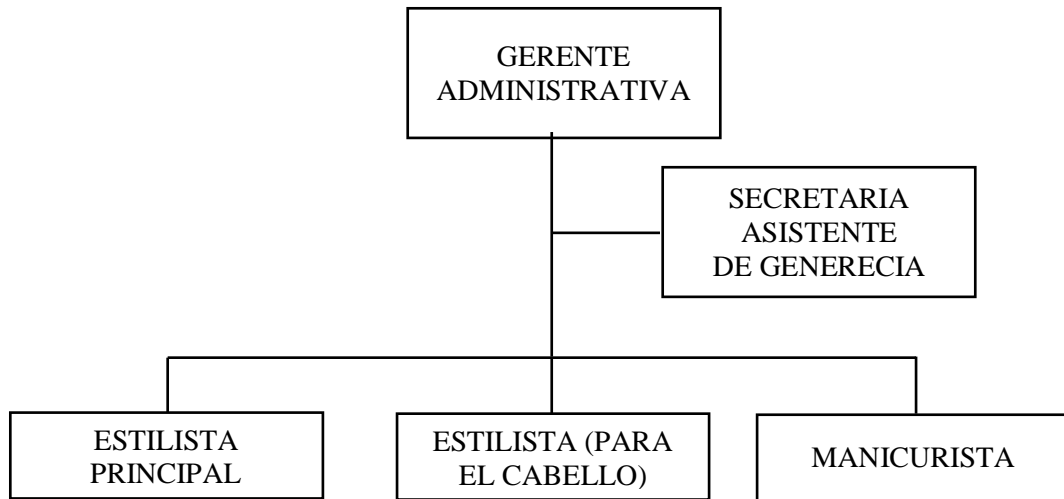 GERENTE
ADMINISTRATIVA
SECRETARIA
ASISTENTE
DE GENERECIA
ESTILISTA
PRINCIPAL
ESTILISTA (PARA
EL CABELLO)
MANICURISTA